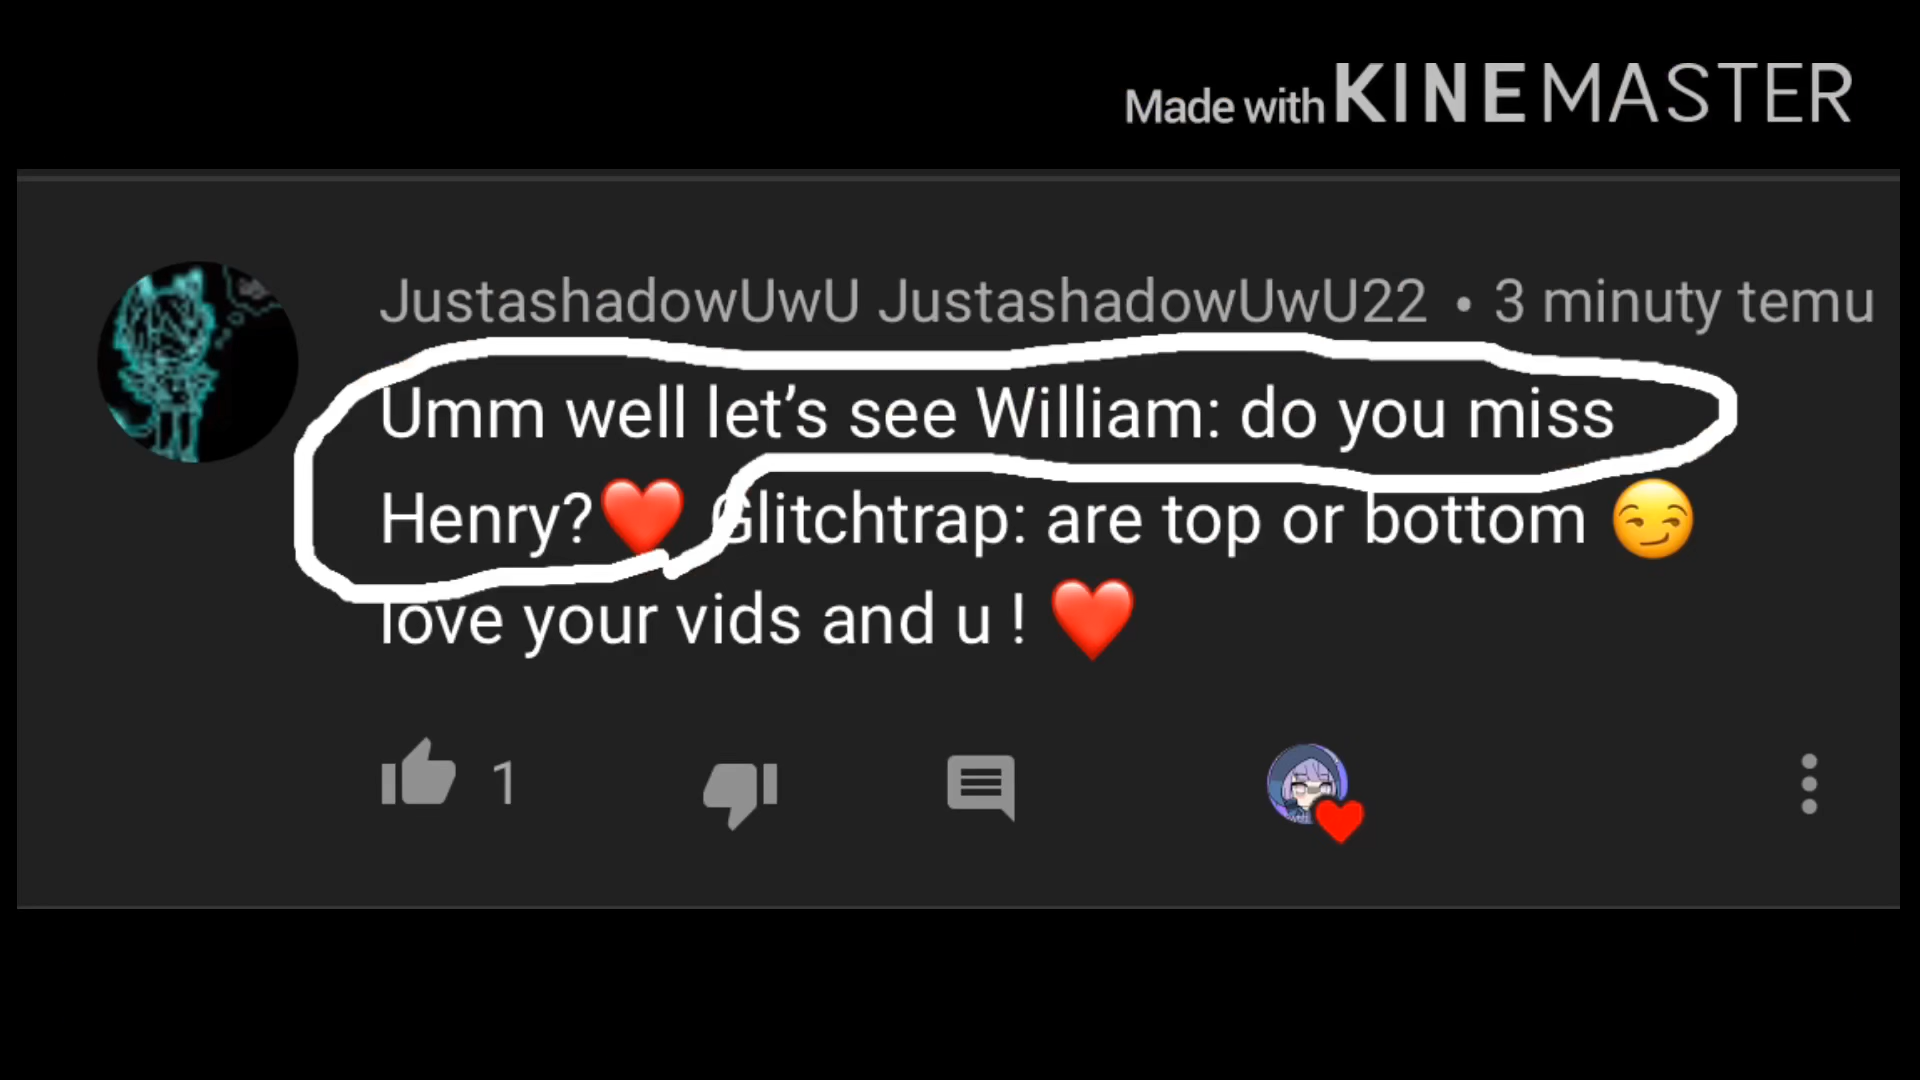 Made with KINEMASTER
JustashadowUwU JustashadowUwU22 • 3 minuty temu
Umm well let’s see William: do you miss
Henry?❤️ Glitchtrap: are top or bottom 😏
love your vids and u ! ❤️
1